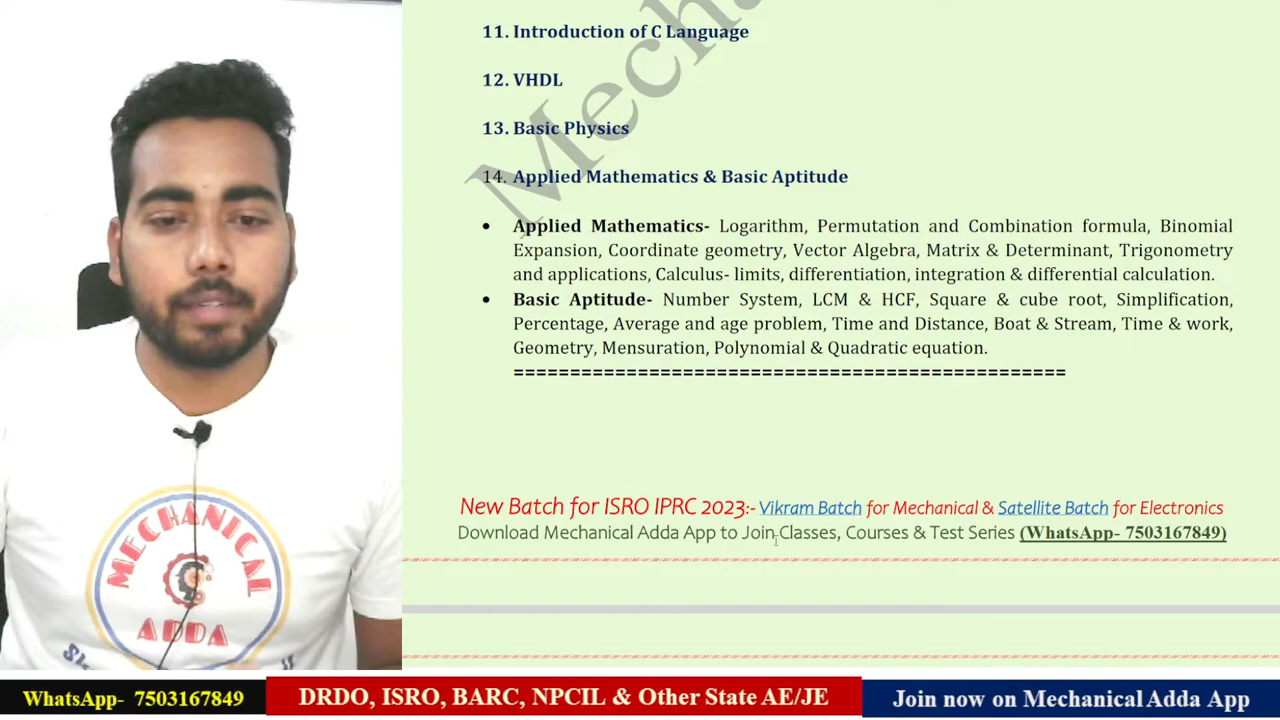 11. Introduction of C Language
12. VHDL
13. Basic Physics
14. Applied Mathematics & Basic Aptitude
• Applied Mathematics- Logarithm, Permutation and Combination formula, Binomial
Expansion, Coordinate geometry, Vector Algebra, Matrix & Determinant, Trigonometry
and applications, Calculus- limits, differentiation, integration & differential calculation.
• Basic Aptitude- Number System, LCM & HCF, Square & cube root, Simplification,
Percentage, Average and age problem, Time and Distance, Boat & Stream, Time & work,
Geometry, Mensuration, Polynomial & Quadratic equation.
================================================
New Batch for ISRO IPRC 2023:- Vikram Batch for Mechanical & Satellite Batch for Electronics
Download Mechanical Adda App to Join Classes, Courses & Test Series (WhatsApp- 7503167849)
Mecha
MECHANICAL
ADDA
WhatsApp- 7503167849
DRDO, ISRO, BARC, NPCIL & Other State AE/JE
Join now on Mechanical Adda App